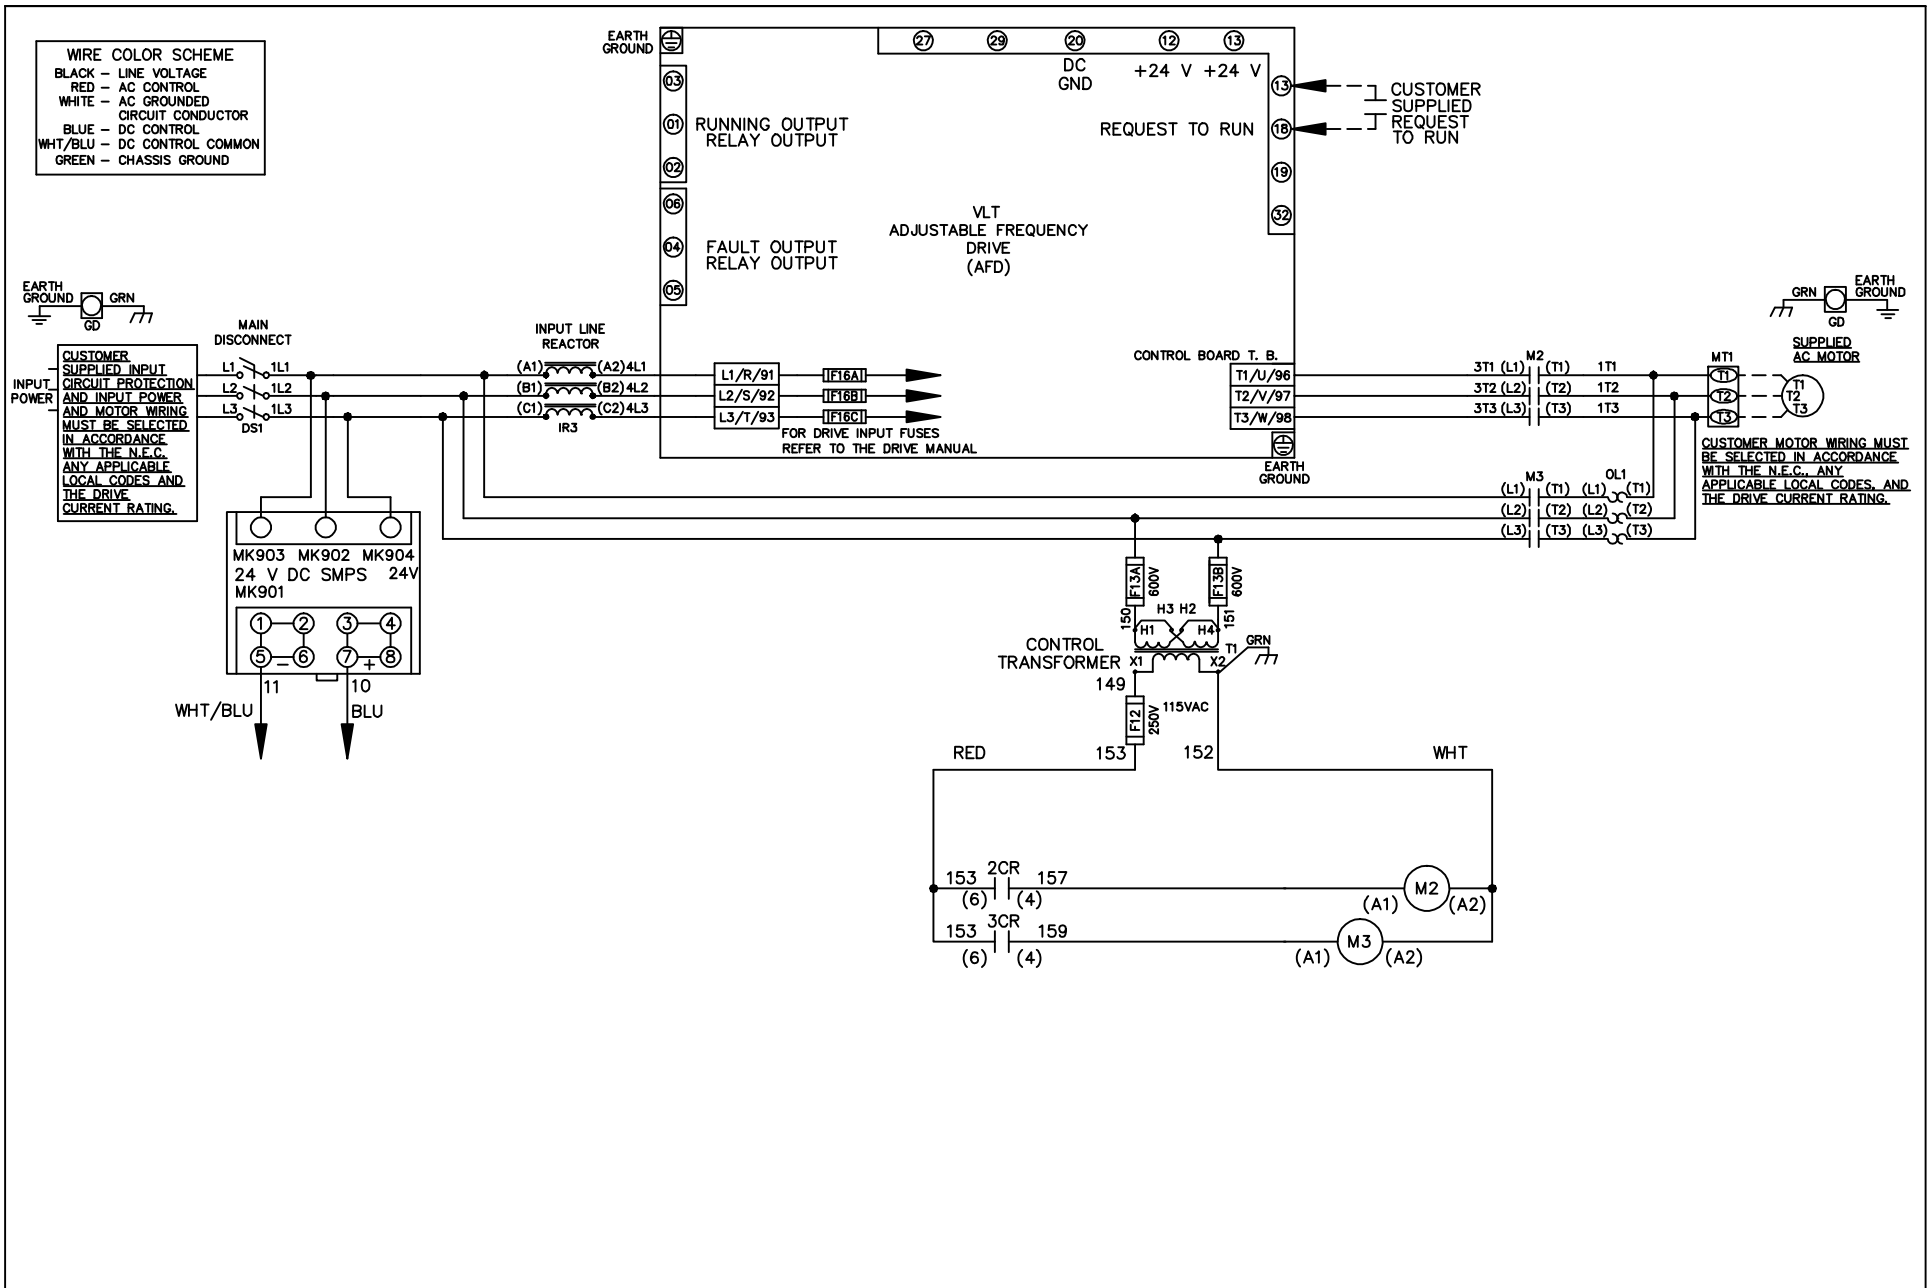 WIRE COLOR SCHEME
BLACK – LINE VOLTAGE
RED – AC CONTROL
WHITE – AC GROUNDED
CIRCUIT CONDUCTOR
BLUE – DC CONTROL
WHT/BLU – DC CONTROL COMMON
GREEN – CHASSIS GROUND
EARTH
GROUND
03
01
02
RUNNING OUTPUT
RELAY OUTPUT
06
04
05
FAULT OUTPUT
RELAY OUTPUT
27 29 20 12 13
DC
GND
+24 V +24 V
13
18
19
32
REQUEST TO RUN
CUSTOMER
SUPPLIED
REQUEST
TO RUN
VLT
ADJUSTABLE FREQUENCY
DRIVE
(AFD)
EARTH
GROUND
GRN
GD
INPUT
POWER
CUSTOMER
SUPPLIED INPUT
CIRCUIT PROTECTION
AND INPUT POWER
AND MOTOR WIRING
MUST BE SELECTED
IN ACCORDANCE
WITH THE N.E.C.
ANY APPLICABLE
LOCAL CODES AND
THE DRIVE
CURRENT RATING.
MAIN
DISCONNECT
L1 1L1
L2 1L2
L3 1L3
DS1
INPUT LINE
REACTOR
(A1) (A2) 4L1
(B1) (B2) 4L2
(C1) (C2) 4L3
IR3
L1/R/91
L2/S/92
L3/T/93
F16A
F16B
F16C
FOR DRIVE INPUT FUSES
REFER TO THE DRIVE MANUAL
CONTROL BOARD T. B.
T1/U/96
T2/V/97
T3/W/98
EARTH
GROUND
M2
3T1 (L1) (T1) 1T1
3T2 (L2) (T2) 1T2
3T3 (L3) (T3) 1T3
MT1
T1
T2
T3
GRN
EARTH
GROUND
GD
SUPPLIED
AC MOTOR
T1
T2
T3
CUSTOMER MOTOR WIRING MUST
BE SELECTED IN ACCORDANCE
WITH THE N.E.C., ANY
APPLICABLE LOCAL CODES, AND
THE DRIVE CURRENT RATING.
M3 OL1
(L1) (T1) (L1) (T1)
(L2) (T2) (L2) (T2)
(L3) (T3) (L3) (T3)
MK903 MK902 MK904
24 V DC SMPS 24V
MK901
1 2 3 4
5 – 6 7 + 8
11 10
WHT/BLU BLU
F13A
600V
F13B
600V
150
H3 H2
151
H1 H4
CONTROL
TRANSFORMER
X1 X2
T1
GRN
149
F12
250V
115VAC
153 152
RED WHT
2CR
153 157
(6) (4)
M2
(A1) (A2)
3CR
153 159
(6) (4)
M3
(A1) (A2)